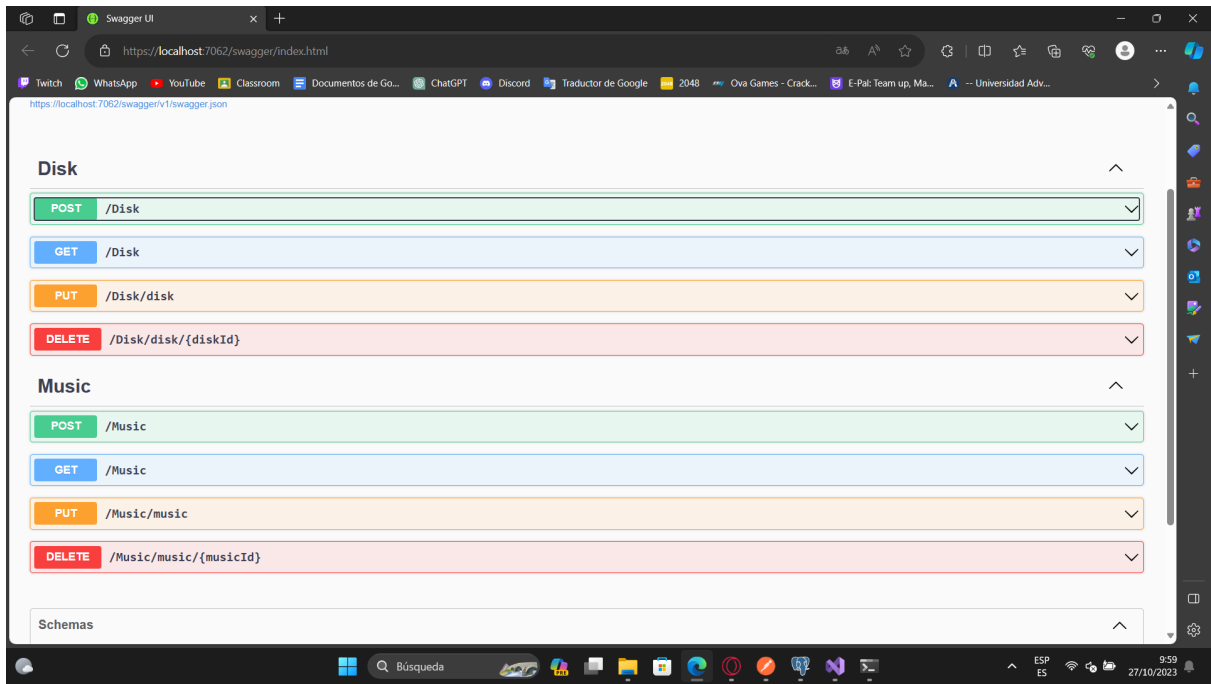 Swagger UI
https://localhost:7062/swagger/index.html
Twitch WhatsApp YouTube Classroom Documentos de Go... ChatGPT Discord Traductor de Google 2048 Ova Games - Crack... E-Pal: Team up, Ma... -- Universidad Adv...
https://localhost:7062/swagger/v1/swagger.json
Disk
POST /Disk
GET /Disk
PUT /Disk/disk
DELETE /Disk/disk/{diskId}
Music
POST /Music
GET /Music
PUT /Music/music
DELETE /Music/music/{musicId}
Schemas
Búsqueda
ESP
ES
9:59
27/10/2023